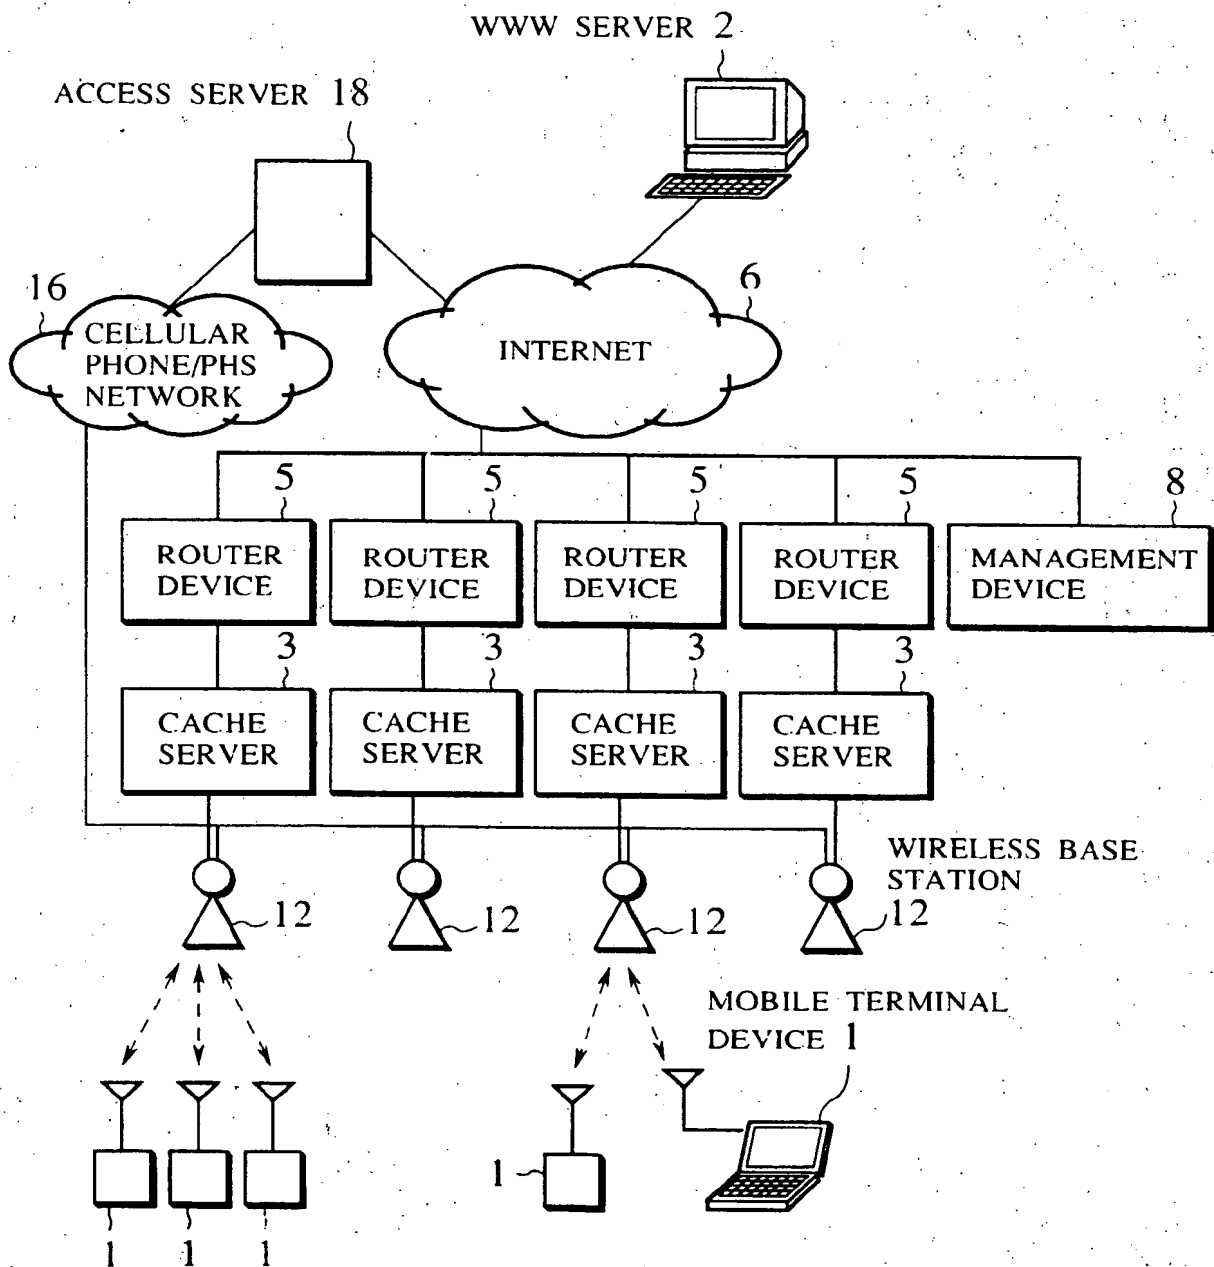 WWW SERVER 2
ACCESS SERVER 18
16
6
CELLULAR
PHONE/PHS
NETWORK
INTERNET
5
5
5
5
8
ROUTER
DEVICE
ROUTER
DEVICE
ROUTER
DEVICE
ROUTER
DEVICE
MANAGEMENT
DEVICE
3
3
3
3
CACHE
SERVER
CACHE
SERVER
CACHE
SERVER
CACHE
SERVER
WIRELESS BASE
STATION
12
12
12
12
MOBILE TERMINAL
DEVICE 1
1
1
1
1